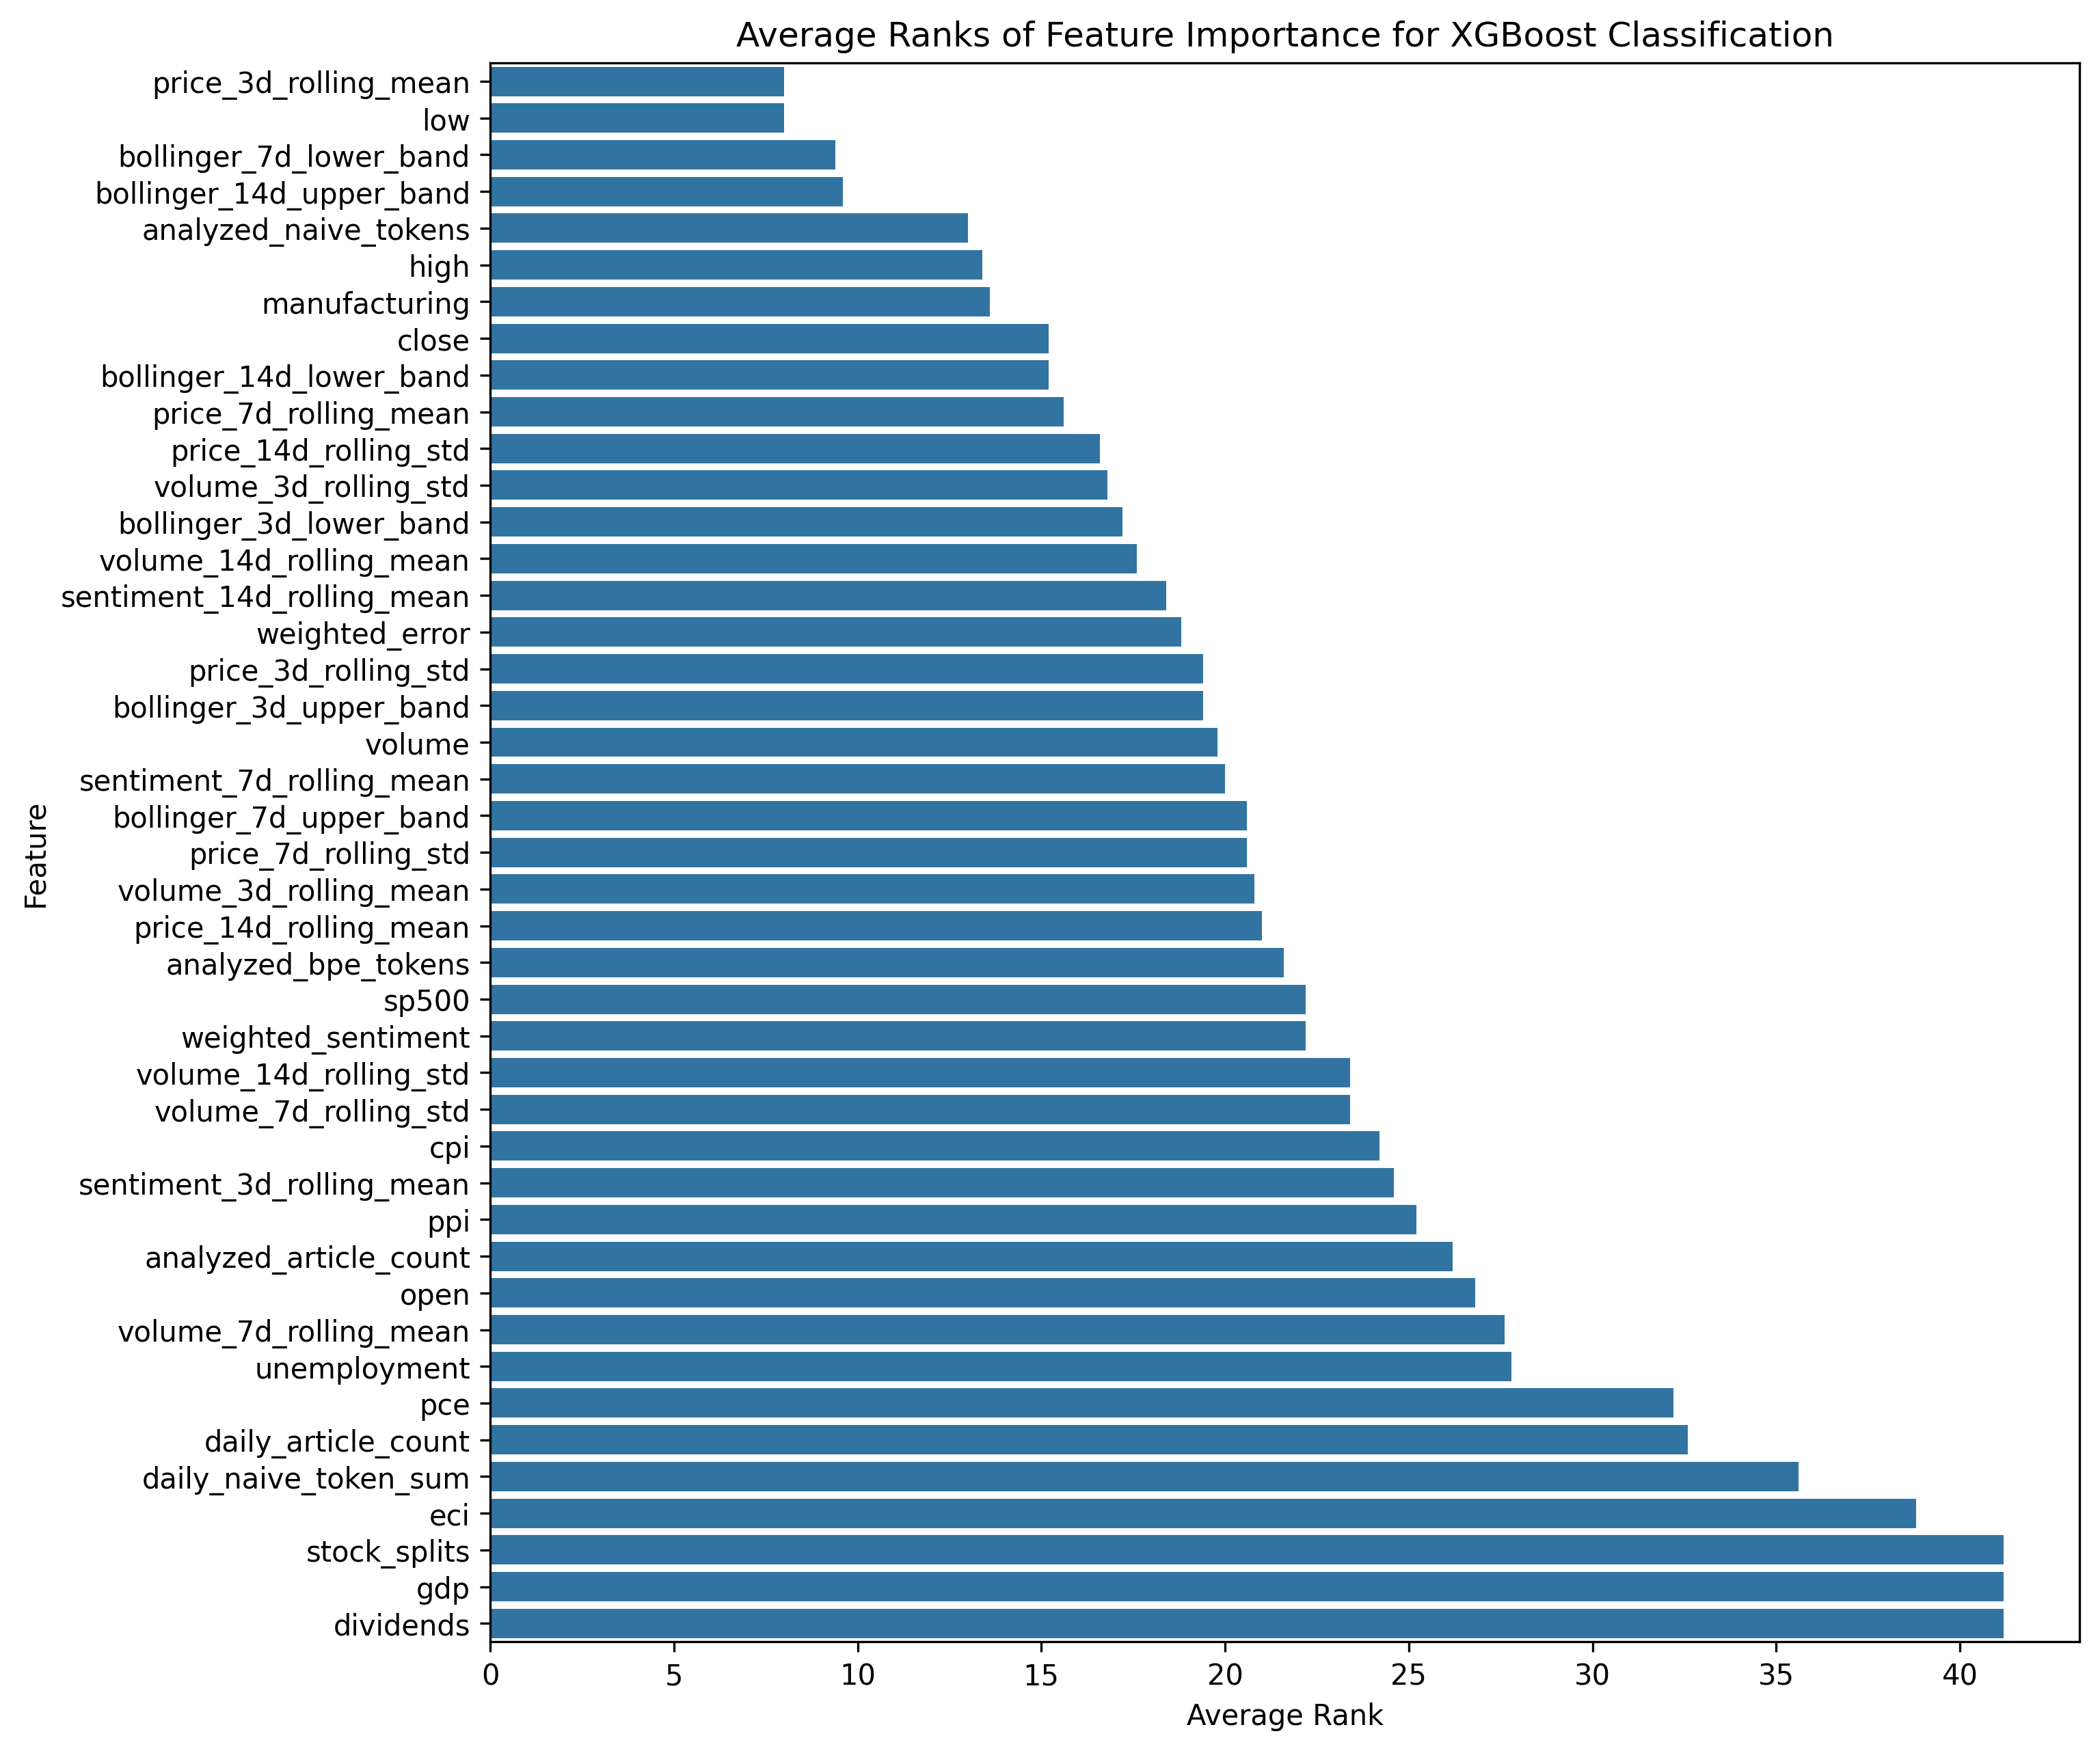 Average Ranks of Feature Importance for XGBoost Classification
price_3d_rolling_mean
low
bollinger_7d_lower_band
bollinger_14d_upper_band
analyzed_naive_tokens
high
manufacturing
close
bollinger_14d_lower_band
price_7d_rolling_mean
price_14d_rolling_std
volume_3d_rolling_std
bollinger_3d_lower_band
volume_14d_rolling_mean
sentiment_14d_rolling_mean
weighted_error
price_3d_rolling_std
bollinger_3d_upper_band
volume
sentiment_7d_rolling_mean
bollinger_7d_upper_band
price_7d_rolling_std
volume_3d_rolling_mean
price_14d_rolling_mean
analyzed_bpe_tokens
sp500
weighted_sentiment
volume_14d_rolling_std
volume_7d_rolling_std
cpi
sentiment_3d_rolling_mean
ppi
analyzed_article_count
open
volume_7d_rolling_mean
unemployment
pce
daily_article_count
daily_naive_token_sum
eci
stock_splits
gdp
dividends
Feature
0 5 10 15 20 25 30 35 40
Average Rank